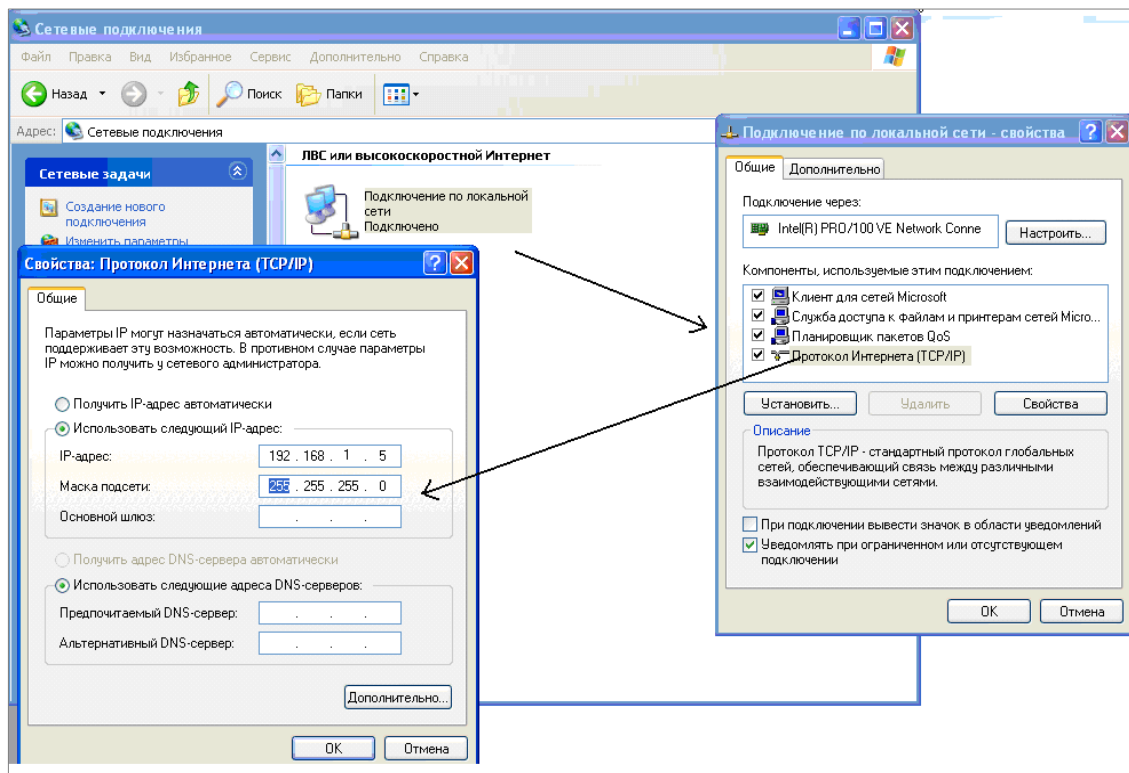 Сетевые подключения
Файл Правка Вид Избранное Сервис Дополнительно Справка
Назад Поиск Папки
Адрес: Сетевые подключения
Сетевые задачи
Создание нового
подключения
Изменить параметры
ЛВС или высокоскоростной Интернет
Подключение по локальной
сети
Подключено
Подключение по локальной сети - свойства
Общие Дополнительно
Подключение через:
Intel(R) PRO/100 VE Network Conne Настроить...
Компоненты, используемые этим подключением:
Клиент для сетей Microsoft
Служба доступа к файлам и принтерам сетей Micro...
Планировщик пакетов QoS
Протокол Интернета (TCP/IP)
Установить... Удалить Свойства
Описание
Протокол TCP/IP - стандартный протокол глобальных
сетей, обеспечивающий связь между различными
взаимодействующими сетями.
При подключении вывести значок в области уведомлений
Уведомлять при ограниченном или отсутствующем
подключении
OK Отмена
Свойства: Протокол Интернета (TCP/IP)
Общие
Параметры IP могут назначаться автоматически, если сеть
поддерживает эту возможность. В противном случае параметры
IP можно получить у сетевого администратора.
Получить IP-адрес автоматически
Использовать следующий IP-адрес:
IP-адрес: 192 . 168 . 1 . 5
Маска подсети: 255 . 255 . 255 . 0
Основной шлюз: . . .
Получить адрес DNS-сервера автоматически
Использовать следующие адреса DNS-серверов:
Предпочитаемый DNS-сервер: . . .
Альтернативный DNS-сервер: . . .
Дополнительно...
OK Отмена